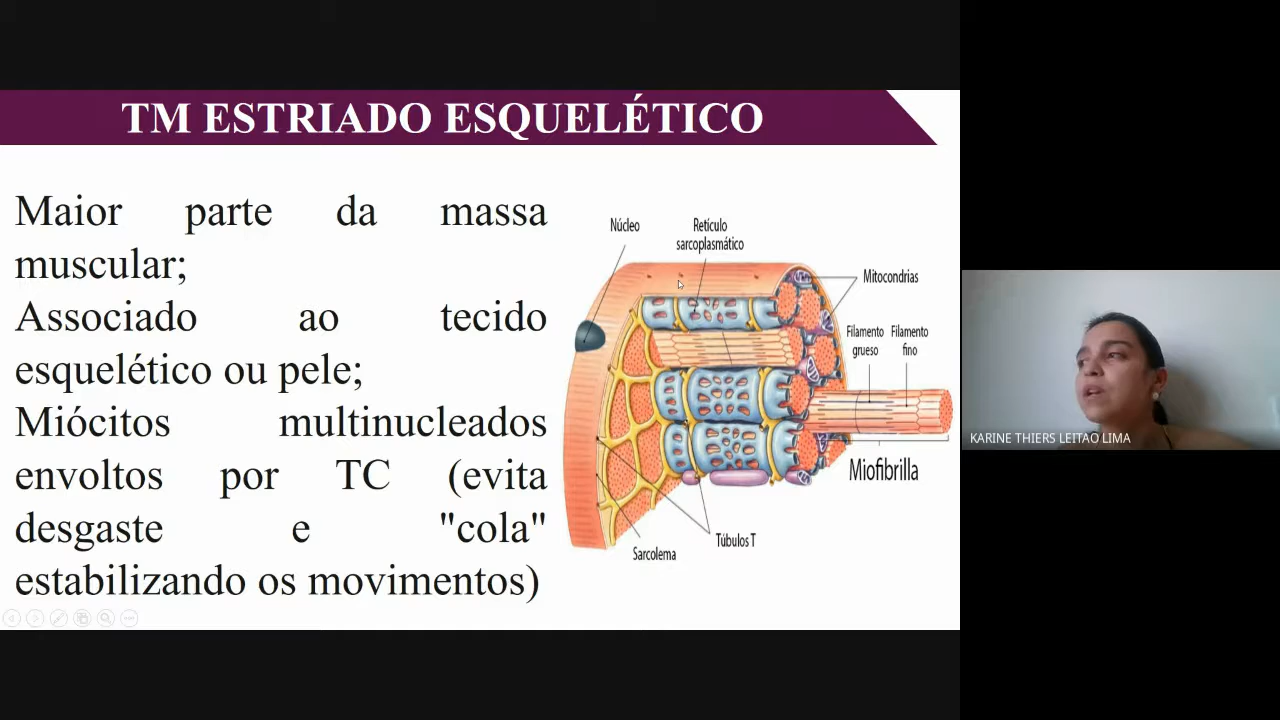 TM ESTRIADO ESQUELÉTICO
Maior parte da massa
muscular;
Associado ao tecido
esquelético ou pele;
Miócitos multinucleados
envoltos por TC (evita
desgaste e "cola"
estabilizando os movimentos)
Núcleo
Retículo
sarcoplasmático
Mitocondrias
Filamento
grueso
Filamento
fino
Miofibrilla
Túbulos T
Sarcolema
KARINE THIERS LEITAO LIMA